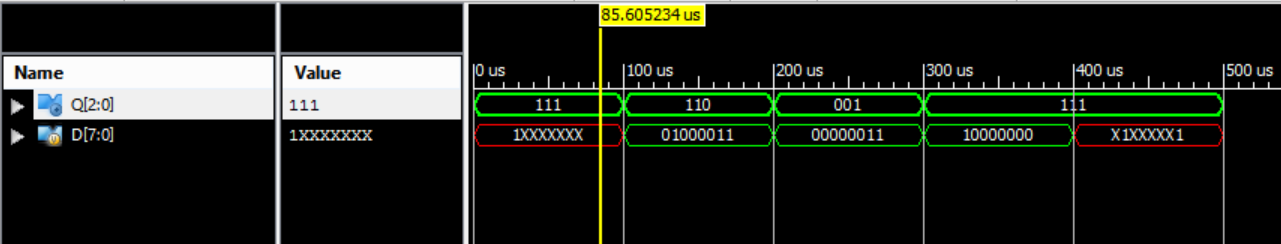 85.605234 us
Name Value 0 us 100 us 200 us 300 us 400 us 500 us
Q[2:0] 111 111 110 001 111
D[7:0] 1XXXXXXX 1XXXXXXX 01000011 00000011 10000000 X1XXXXX1